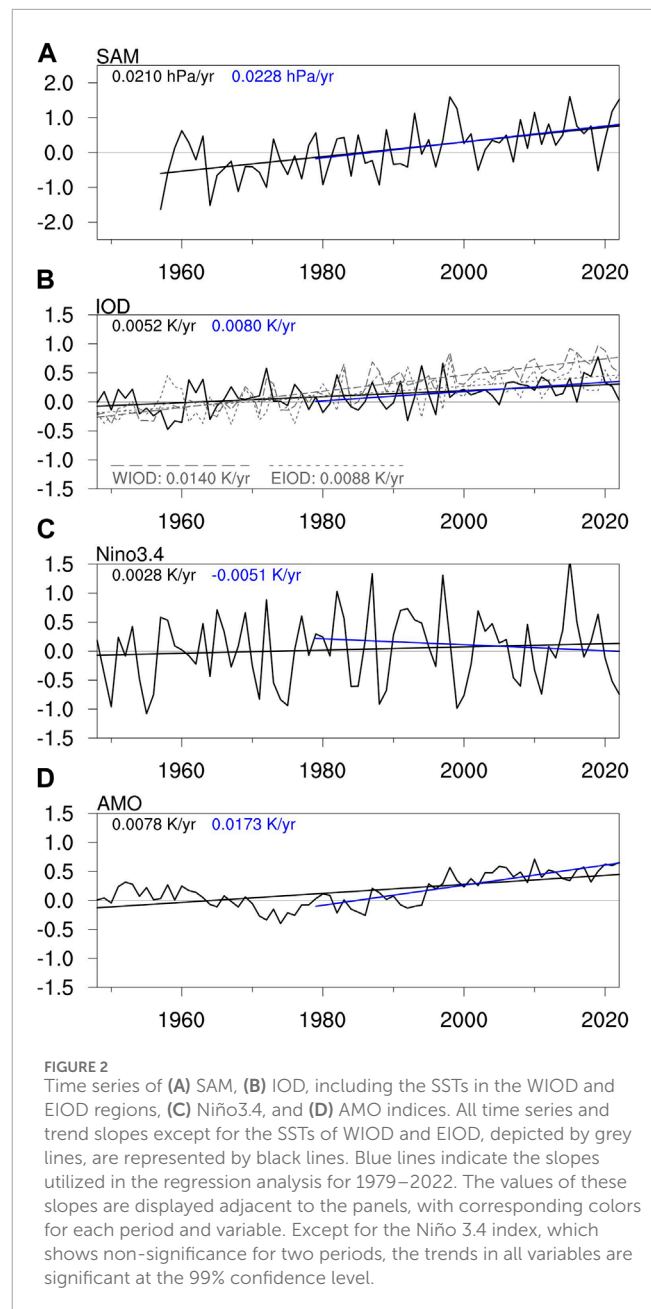 A
SAM
0.0210 hPa/yr 0.0228 hPa/yr
2.0
1.0
0.0
-1.0
-2.0
1960 1980 2000 2020
B
IOD
0.0052 K/yr 0.0080 K/yr
1.5
1.0
0.5
0.0
-0.5
-1.0
-1.5
WIOD: 0.0140 K/yr EIOD: 0.0088 K/yr
1960 1980 2000 2020
C
Nino3.4
0.0028 K/yr -0.0051 K/yr
1.5
1.0
0.5
0.0
-0.5
-1.0
-1.5
1960 1980 2000 2020
D
AMO
0.0078 K/yr 0.0173 K/yr
1.5
1.0
0.5
0.0
-0.5
-1.0
-1.5
1960 1980 2000 2020
FIGURE 2
Time series of (A) SAM, (B) IOD, including the SSTs in the WIOD and
EIOD regions, (C) Niño3.4, and (D) AMO indices. All time series and
trend slopes except for the SSTs of WIOD and EIOD, depicted by grey
lines, are represented by black lines. Blue lines indicate the slopes
utilized in the regression analysis for 1979–2022. The values of these
slopes are displayed adjacent to the panels, with corresponding colors
for each period and variable. Except for the Niño 3.4 index, which
shows non-significance for two periods, the trends in all variables are
significant at the 99% confidence level.